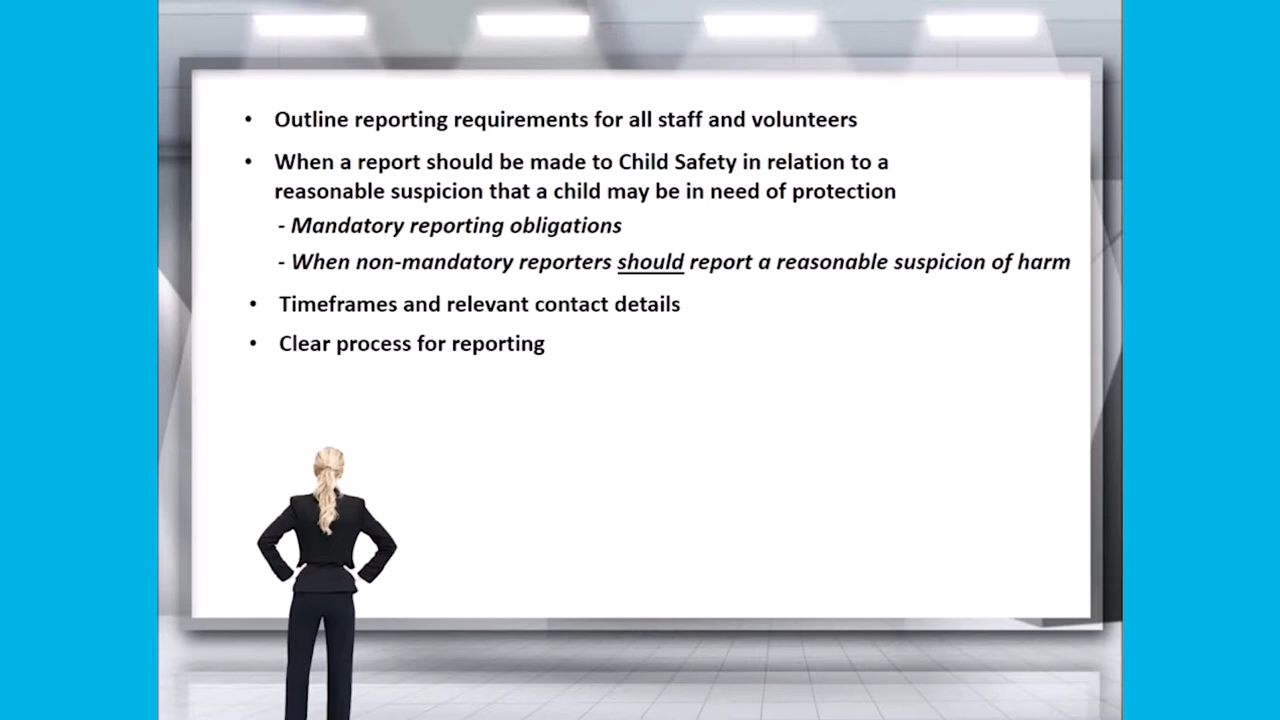 • Outline reporting requirements for all staff and volunteers
• When a report should be made to Child Safety in relation to a
reasonable suspicion that a child may be in need of protection
- Mandatory reporting obligations
- When non-mandatory reporters should report a reasonable suspicion of harm
• Timeframes and relevant contact details
• Clear process for reporting